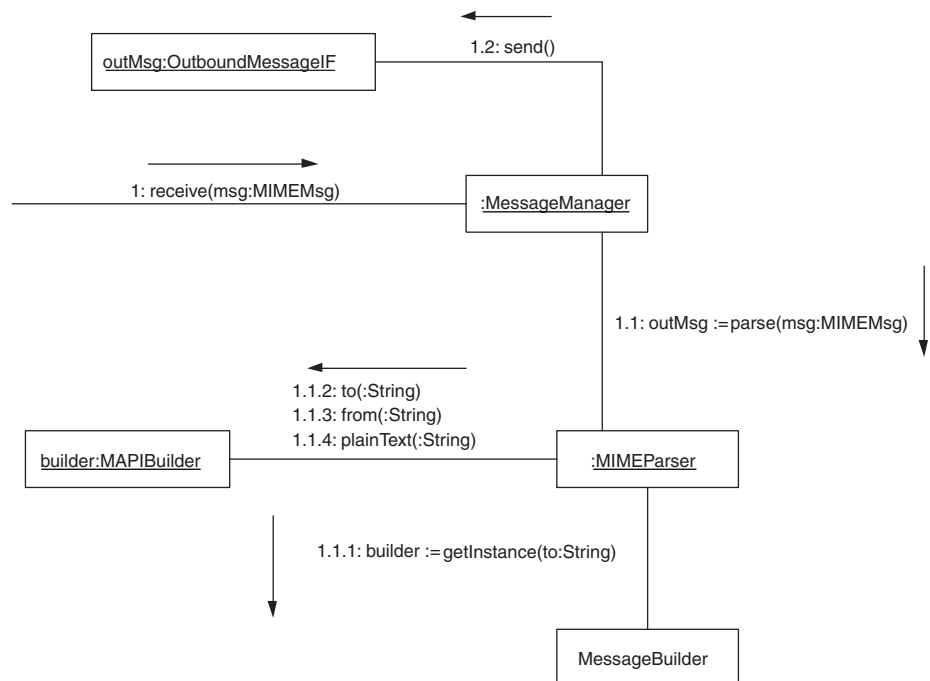 1.2: send()
outMsg:OutboundMessageIF
1: receive(msg:MIMEMsg)
:MessageManager
1.1: outMsg :=parse(msg:MIMEMsg)
1.1.2: to(:String)
1.1.3: from(:String)
1.1.4: plainText(:String)
builder:MAPIBuilder
:MIMEParser
1.1.1: builder :=getInstance(to:String)
MessageBuilder